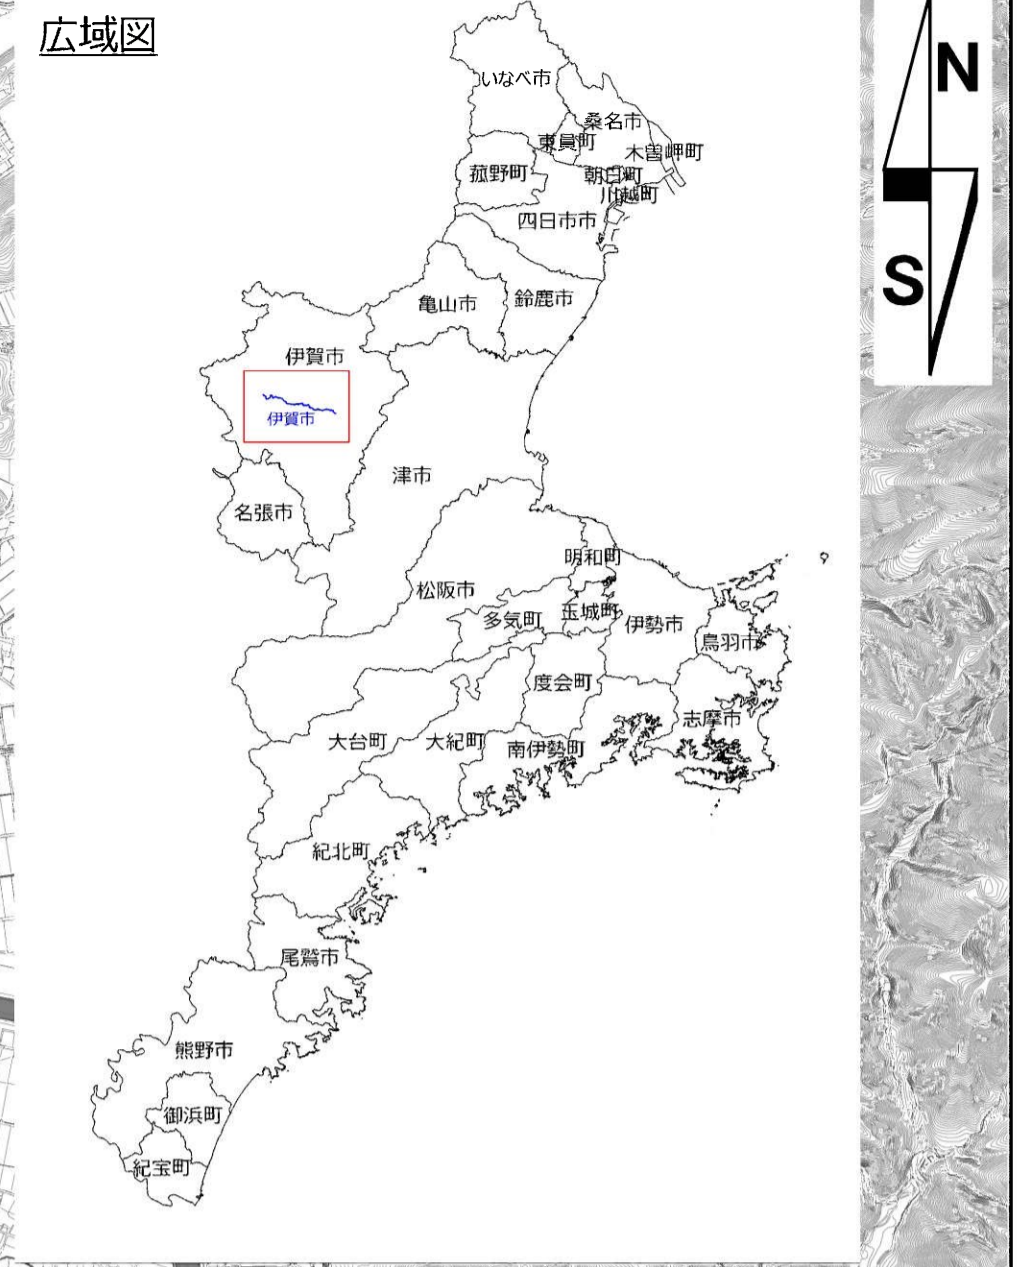 広域図
N
S
いなべ市
桑名市
東員町
木曽岬町
菰野町
朝日町
川越町
四日市市
亀山市
鈴鹿市
伊賀市
伊賀市
津市
名張市
明和町
松阪市
多気町
玉城町
伊勢市
鳥羽市
度会町
志摩市
大台町
大紀町
南伊勢町
紀北町
尾鷲市
熊野市
御浜町
紀宝町